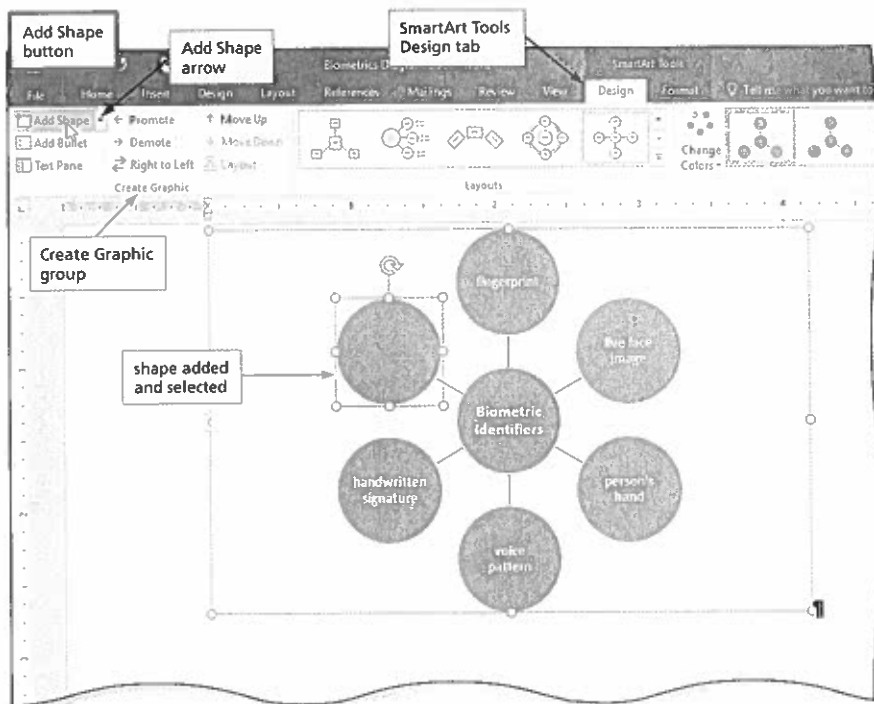 Add Shape
button
Add Shape
arrow
SmartArt Tools
Design tab
Biometrics
SmartArt Tools
File Home Insert Design Layout References Mailings Review View Design Format Tell me what you want to
Add Shape Promote Move Up
Add Bullet Demote Move Down
Text Pane Right to Left Layout
Change
Colors
Create Graphic
Layouts
Create Graphic
group
fingerprint
live face
image
shape added
and selected
Biometric
identifiers
handwritten
signature
person's
hand
voice
pattern
¶